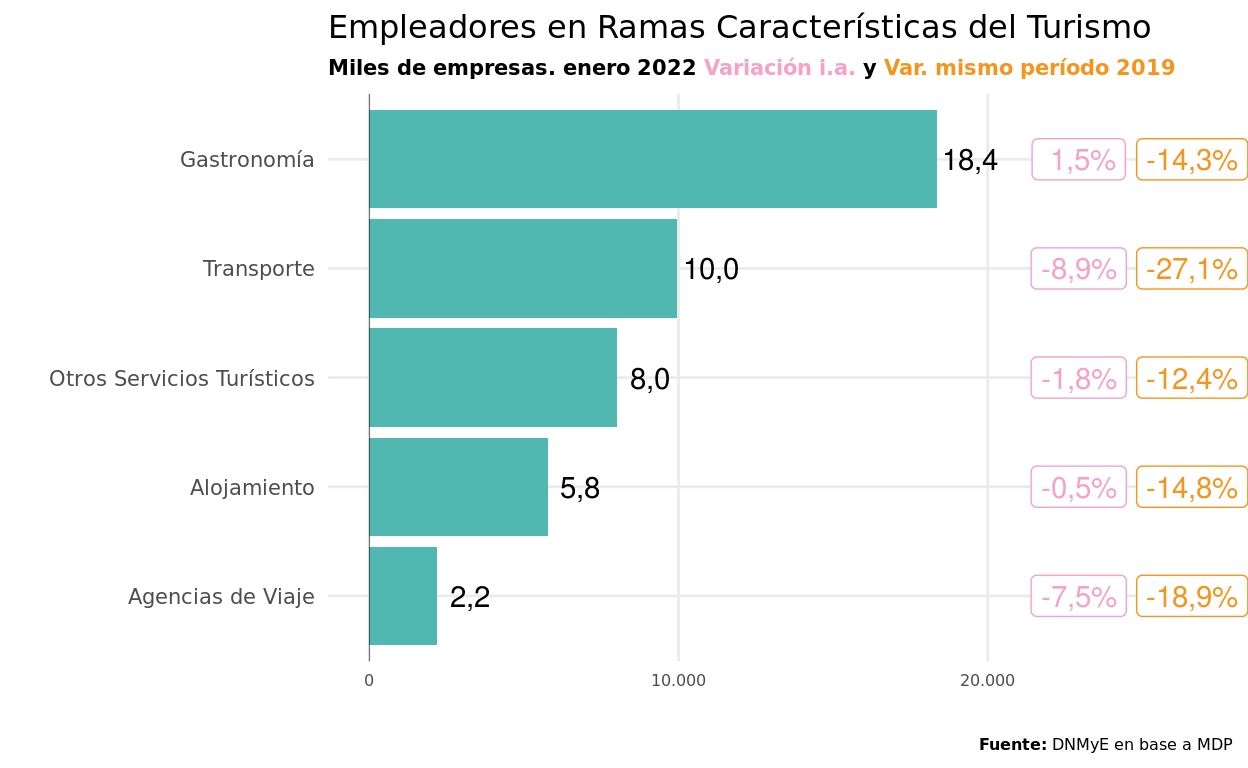 Empleadores en Ramas Características del Turismo
Miles de empresas. enero 2022 Variación i.a. y Var. mismo período 2019
Gastronomía 18,4 1,5% -14,3%
Transporte 10,0 -8,9% -27,1%
Otros Servicios Turísticos 8,0 -1,8% -12,4%
Alojamiento 5,8 -0,5% -14,8%
Agencias de Viaje 2,2 -7,5% -18,9%
0 10.000 20.000
Fuente: DNMyE en base a MDP